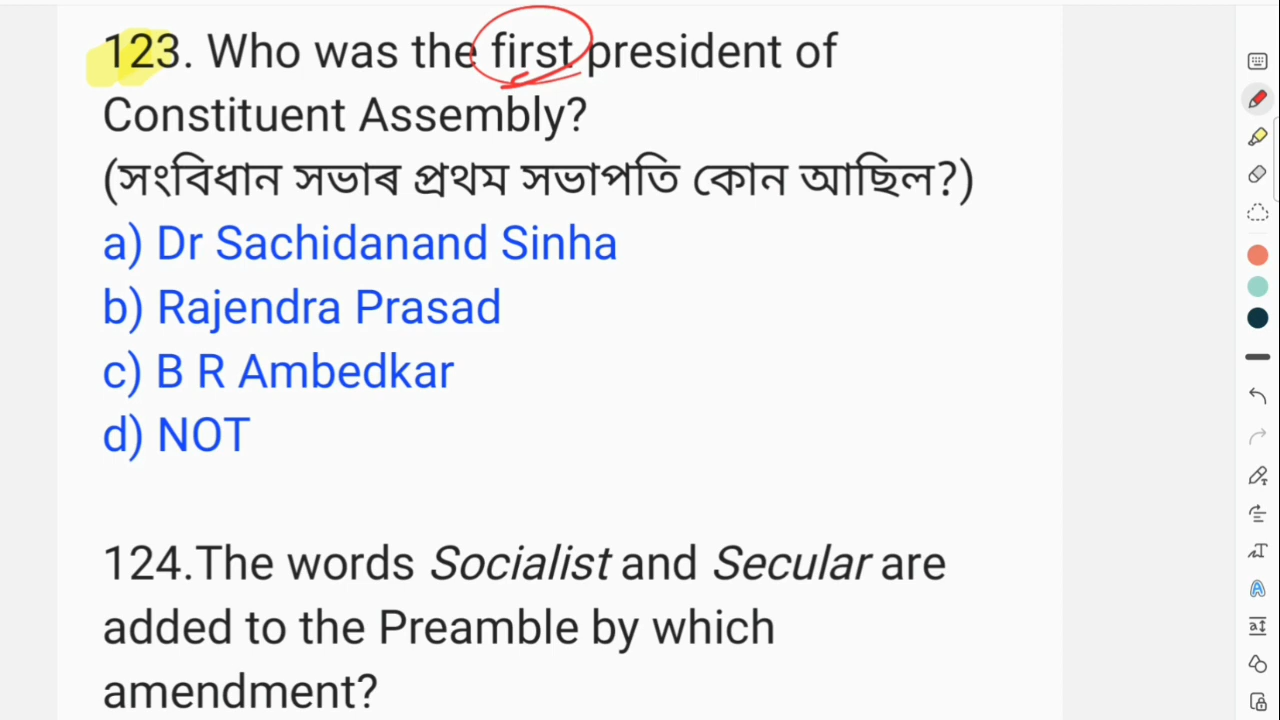 123. Who was the first president of
Constituent Assembly?
(সংবিধান সভাৰ প্ৰথম সভাপতি কোন আছিল?)
a) Dr Sachidanand Sinha
b) Rajendra Prasad
c) B R Ambedkar
d) NOT
124.The words Socialist and Secular are
added to the Preamble by which
amendment?